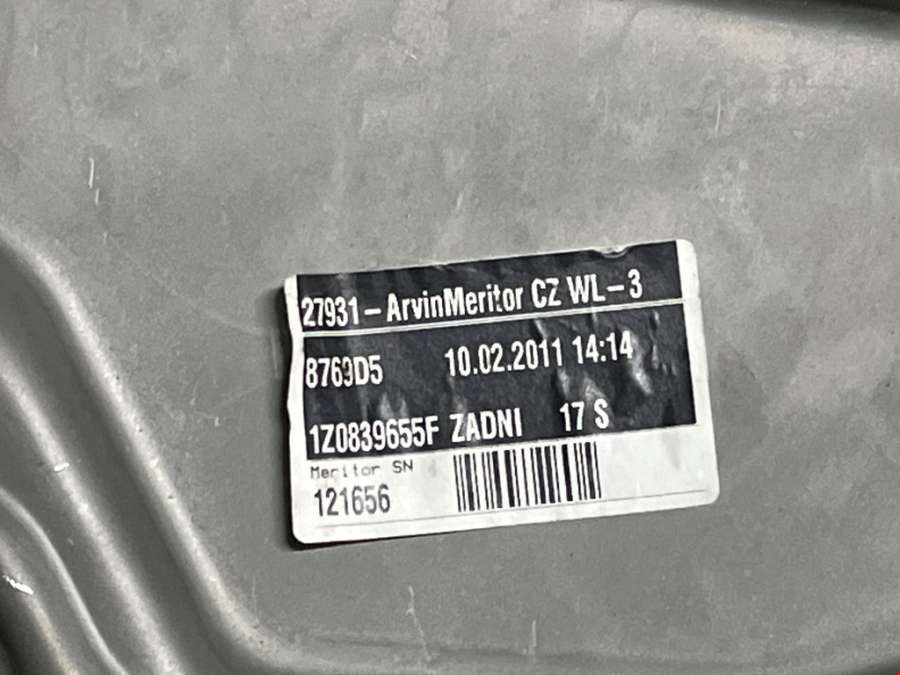 27931-ArvinMeritor CZ WL-3
8769D5 10.02.2011 14:14
1Z0839655F ZADNI 17 S
Meritor SN
121656